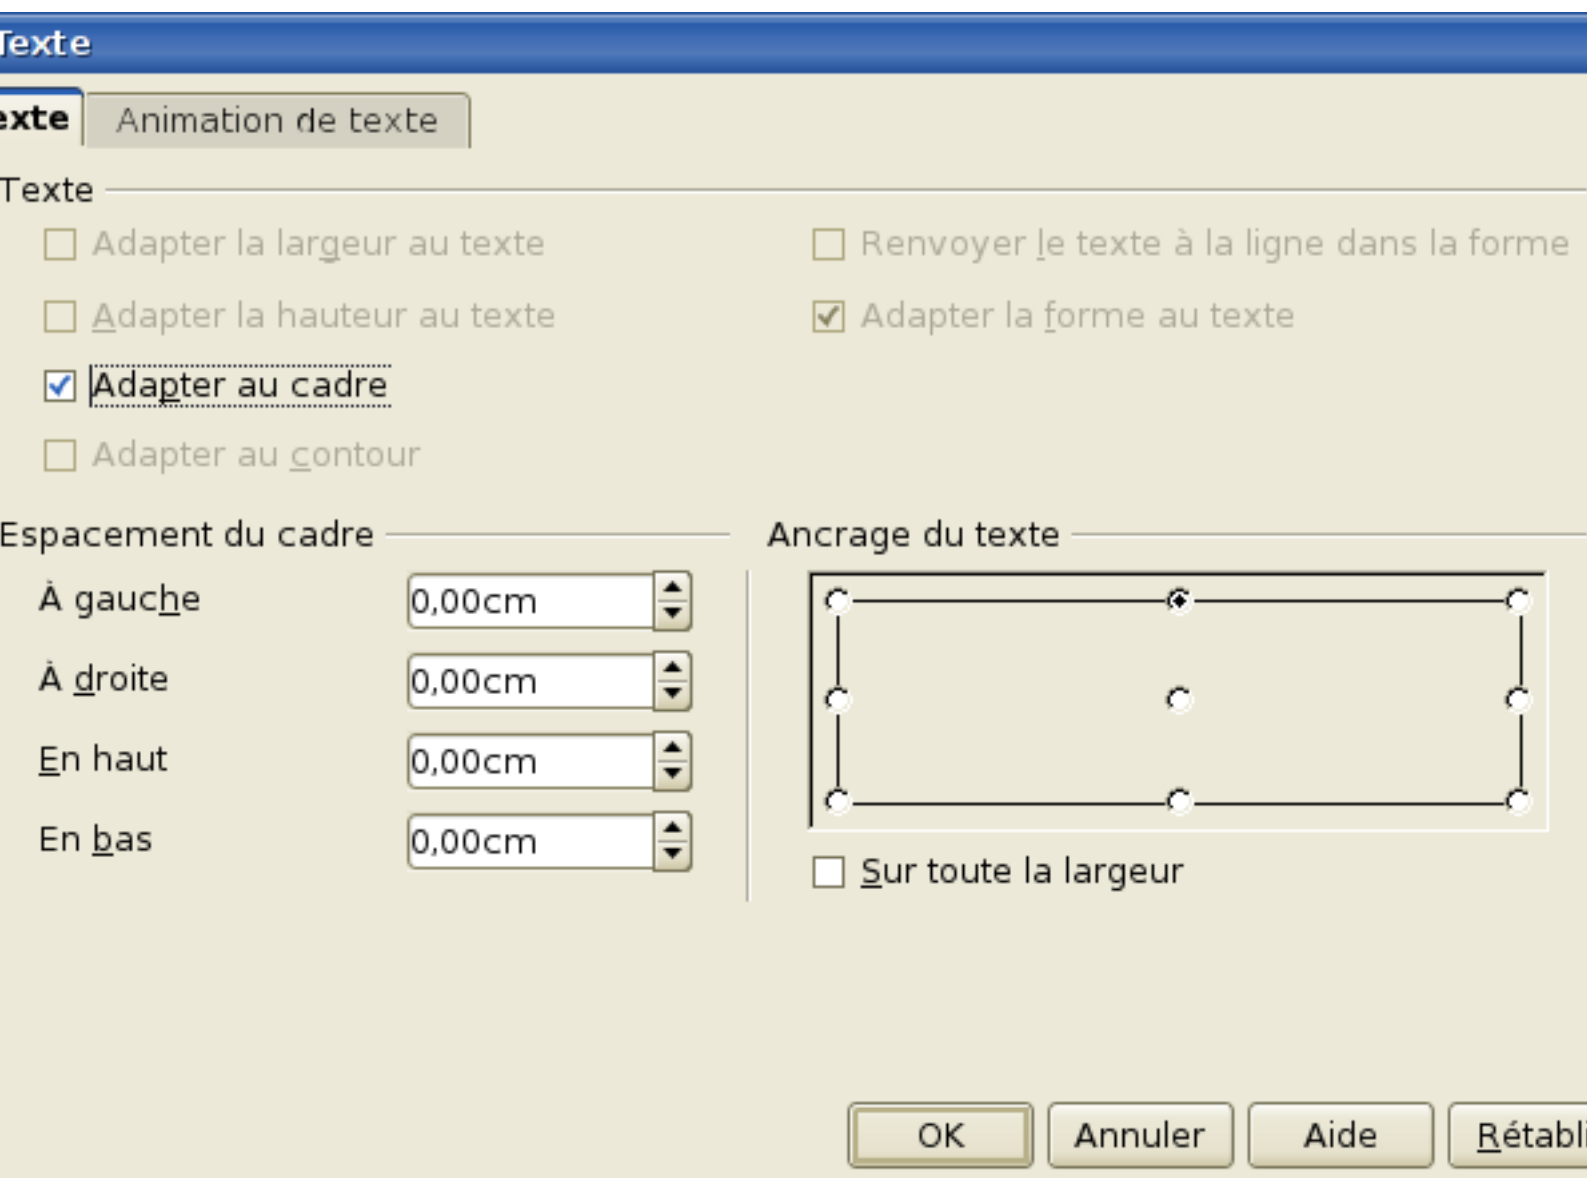 Texte
exte Animation de texte
Texte
Adapter la largeur au texte
Renvoyer le texte à la ligne dans la forme
Adapter la hauteur au texte
Adapter la forme au texte
Adapter au cadre
Adapter au contour
Espacement du cadre
À gauche 0,00cm
À droite 0,00cm
En haut 0,00cm
En bas 0,00cm
Ancrage du texte
Sur toute la largeur
OK Annuler Aide Rétabli